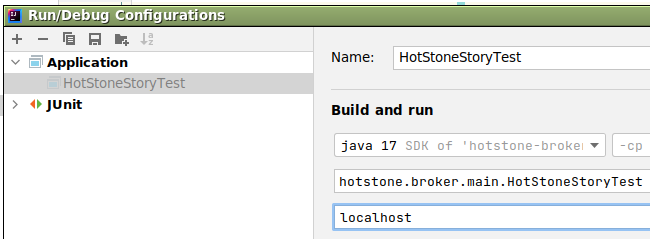 Run/Debug Configurations
Application
HotStoneStoryTest
JUnit
Name: HotStoneStoryTest
Build and run
java 17 SDK of 'hotstone-broker -cp
hotstone.broker.main.HotStoneStoryTest
localhost